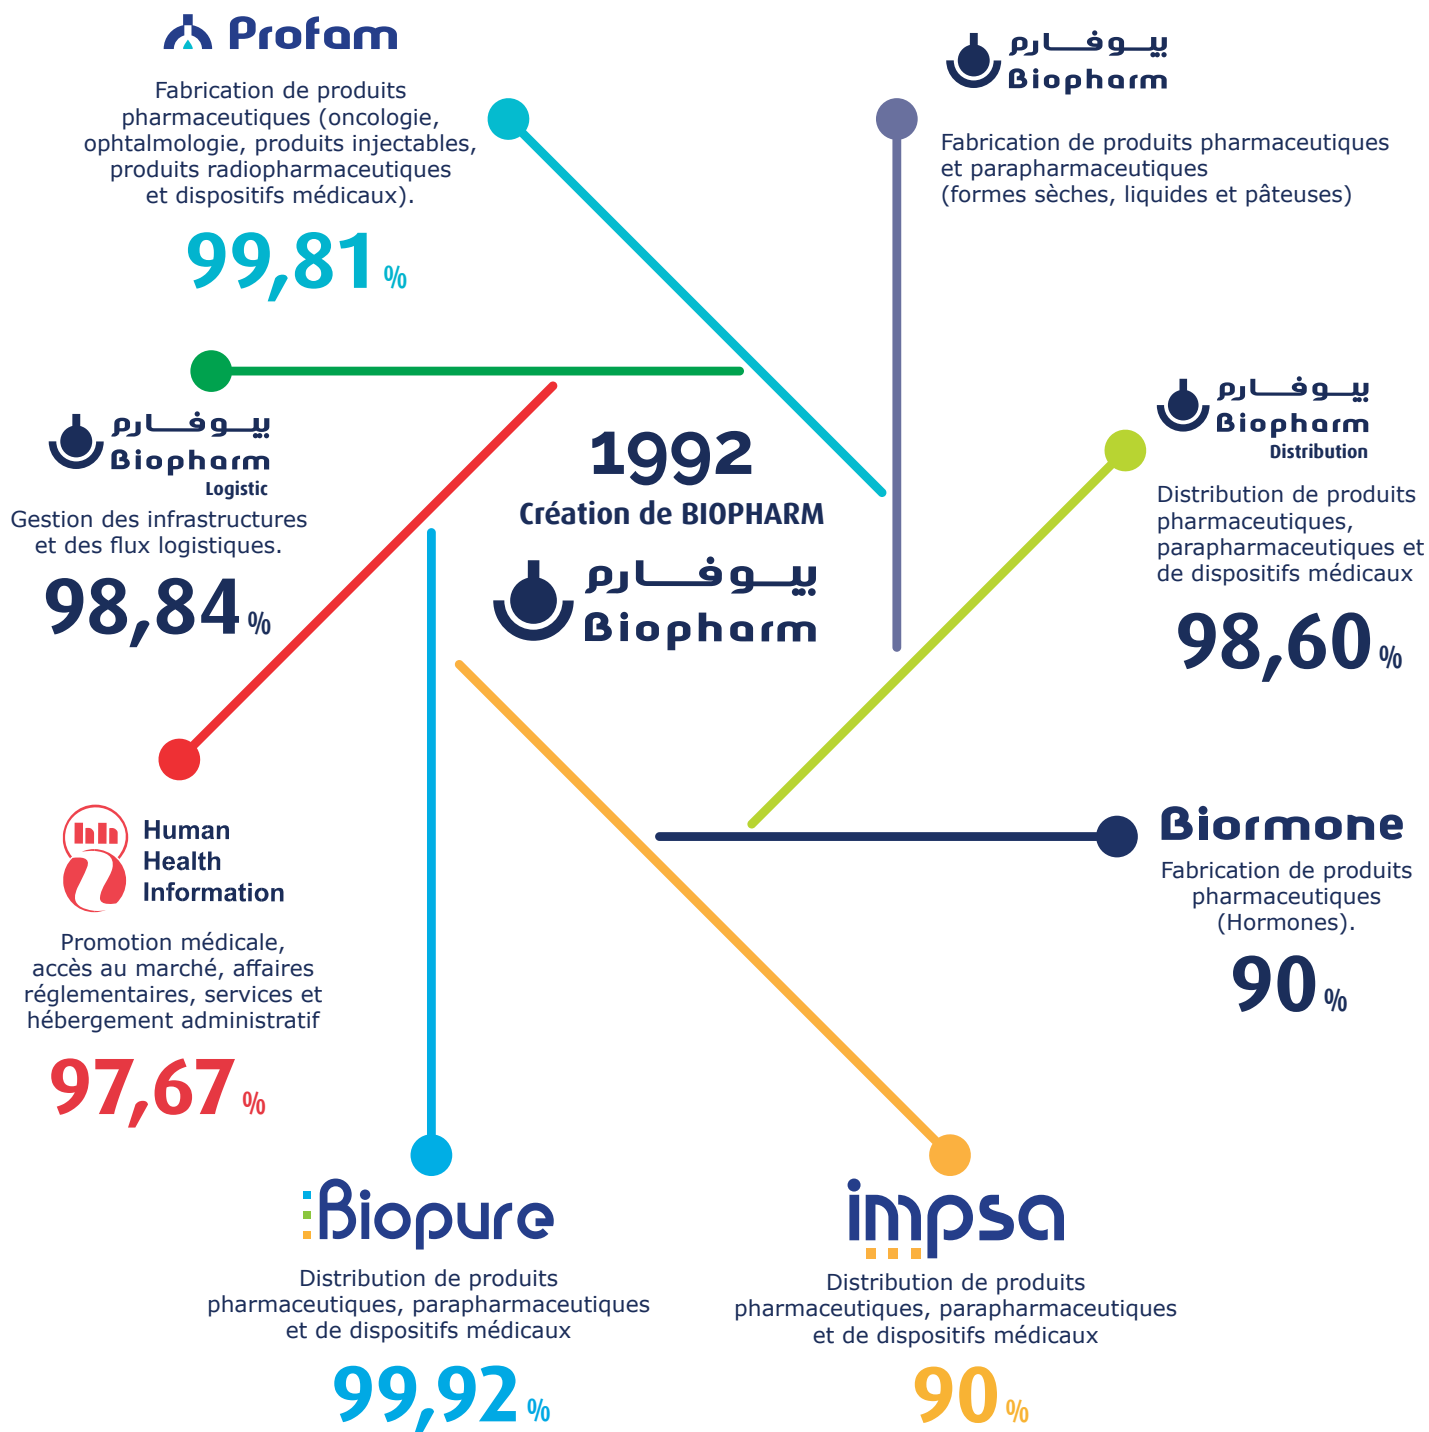 Profam
Fabrication de produits
pharmaceutiques (oncologie,
ophtalmologie, produits injectables,
produits radiopharmaceutiques
et dispositifs médicaux).
99,81 %
بيوفارم
Biopharm
Fabrication de produits pharmaceutiques
et parapharmaceutiques
(formes sèches, liquides et pâteuses)
بيوفارم
Biopharm
Logistic
Gestion des infrastructures
et des flux logistiques.
98,84 %
1992
Création de BIOPHARM
بيوفارم
Biopharm
بيوفارم
Biopharm
Distribution
Distribution de produits
pharmaceutiques,
parapharmaceutiques et
de dispositifs médicaux
98,60 %
hh
Human
Health
Information
Promotion médicale,
accès au marché, affaires
réglementaires, services et
hébergement administratif
97,67 %
Biormone
Fabrication de produits
pharmaceutiques
(Hormones).
90 %
Biopure
Distribution de produits
pharmaceutiques, parapharmaceutiques
et de dispositifs médicaux
99,92 %
impsa
Distribution de produits
pharmaceutiques, parapharmaceutiques
et de dispositifs médicaux
90 %